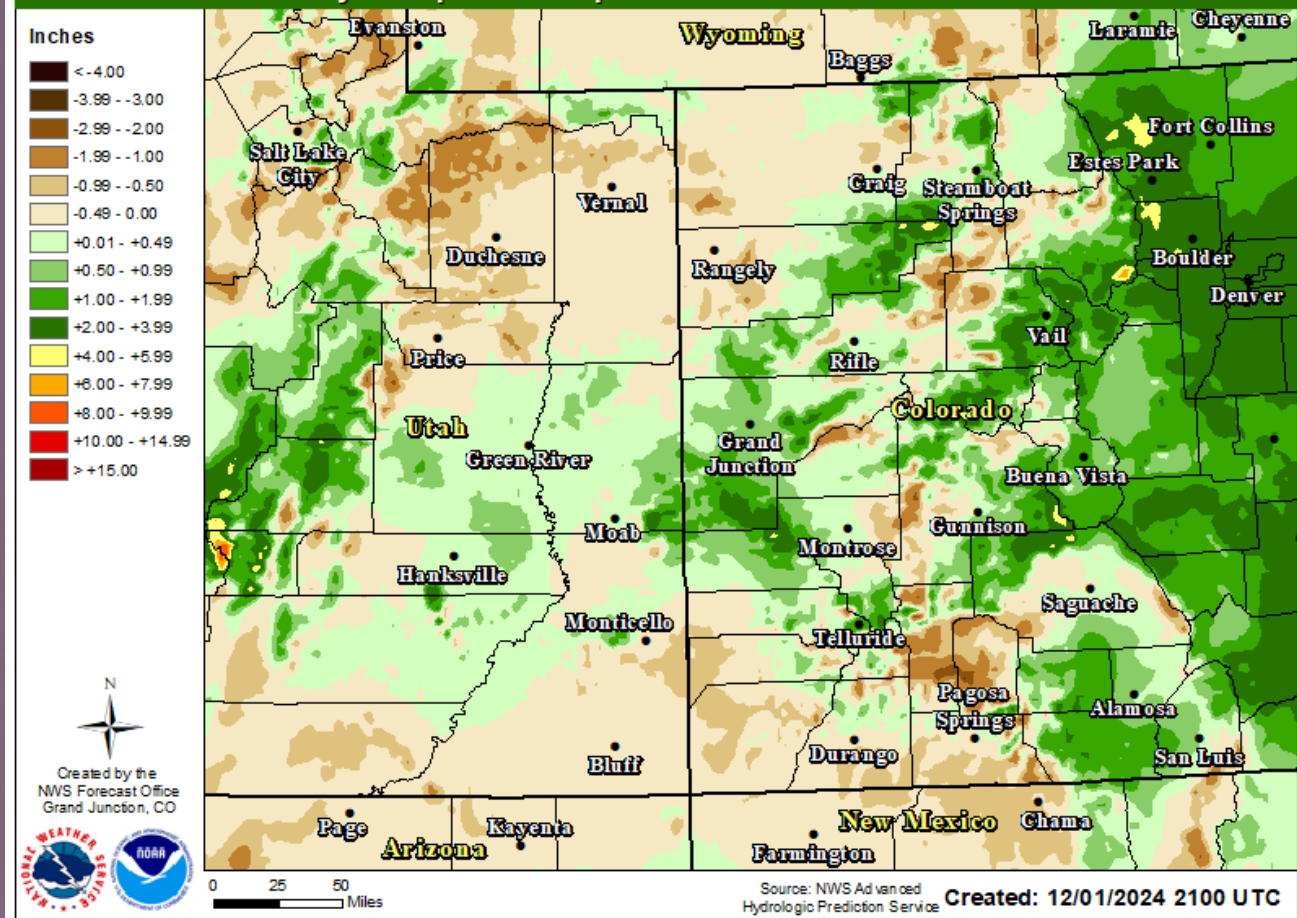 Inches
< -4.00
-3.99 - -3.00
-2.99 - -2.00
-1.99 - -1.00
-0.99 - -0.50
-0.49 - 0.00
+0.01 - +0.49
+0.50 - +0.99
+1.00 - +1.99
+2.00 - +3.99
+4.00 - +5.99
+6.00 - +7.99
+8.00 - +9.99
+10.00 - +14.99
> +15.00
N
Created by the
NWS Forecast Office
Grand Junction, CO
NATIONAL WEATHER SERVICE
NOAA
Evanston
Wyoming
Laramie
Cheyenne
Baggs
Salt Lake
City
Fort Collins
Estes Park
Vernal
Craig
Steamboat
Springs
Duchesne
Rangely
Boulder
Denver
Price
Rifle
Vail
Utah
Colorado
Green River
Grand
Junction
Buena Vista
Moab
Montrose
Gunnison
Hanksville
Saguache
Monticello
Telluride
Pagosa
Springs
Alamosa
Bluff
Durango
San Luis
Page
Kayenta
New Mexico
Chama
Arizona
Farmington
0 25 50
Miles
Source: NWS Advanced
Hydrologic Prediction Service
Created: 12/01/2024 2100 UTC